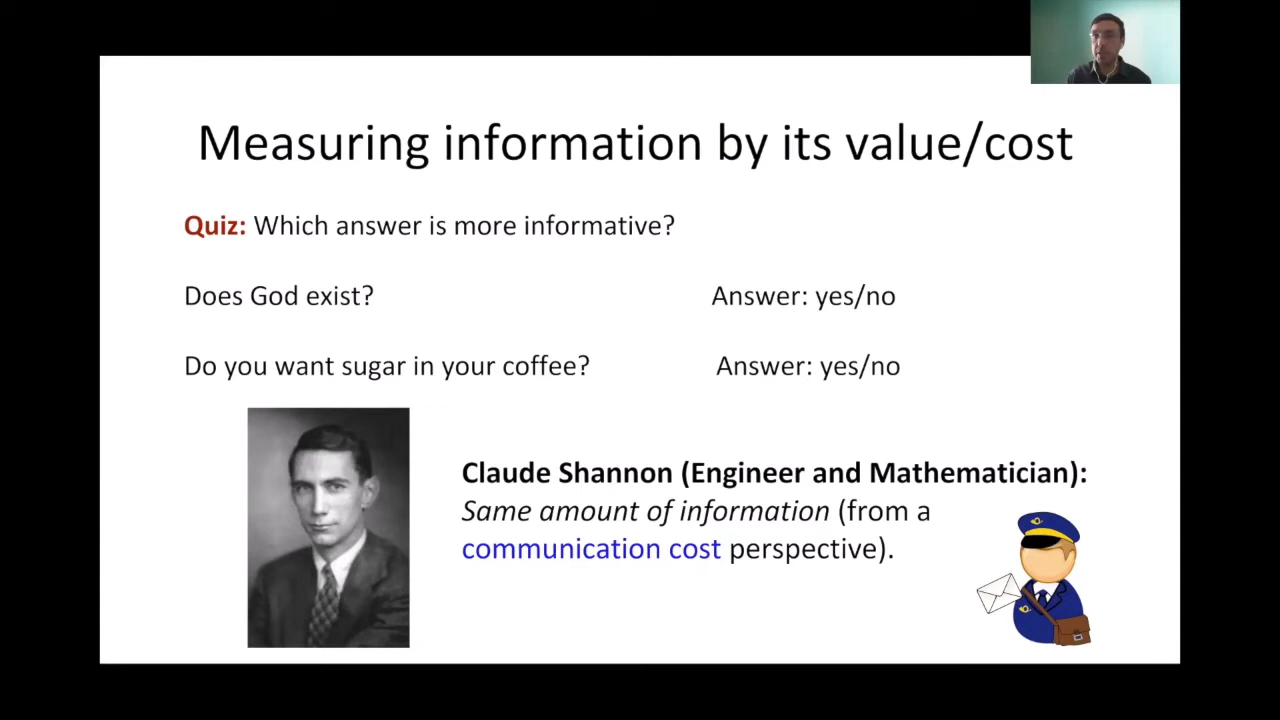 Measuring information by its value/cost
Quiz: Which answer is more informative?
Does God exist? Answer: yes/no
Do you want sugar in your coffee? Answer: yes/no
Claude Shannon (Engineer and Mathematician):
Same amount of information (from a
communication cost perspective).